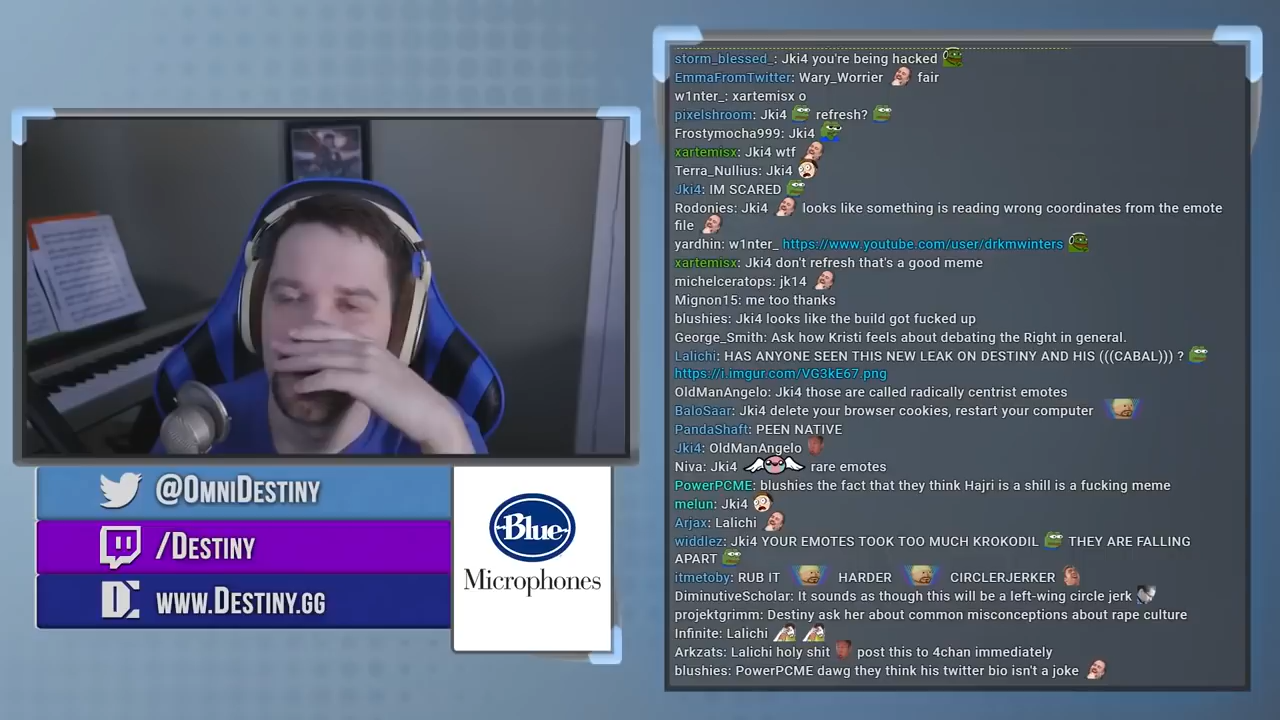 storm_blessed_: Jki4 you're being hacked
EmmaFromTwitter: Wary_Worrier fair
w1nter_: xartemisx o
pixelshroom: Jki4 refresh?
Frostymocha999: Jki4
xartemisx: Jki4 wtf
Terra_Nullius: Jki4
Jki4: IM SCARED
Rodonies: Jki4 looks like something is reading wrong coordinates from the emote
file
yardhin: w1nter_ https://www.youtube.com/user/drkmwinters
xartemisx: Jki4 don't refresh that's a good meme
michelceratops: jk14
Mignon15: me too thanks
blushies: Jki4 looks like the build got fucked up
George_Smith: Ask how Kristi feels about debating the Right in general.
Lalichi: HAS ANYONE SEEN THIS NEW LEAK ON DESTINY AND HIS (((CABAL))) ?
https://i.imgur.com/VG3kE67.png
OldManAngelo: Jki4 those are called radically centrist emotes
BaloSaar: Jki4 delete your browser cookies, restart your computer
PandaShaft: PEEN NATIVE
Jki4: OldManAngelo
Niva: Jki4 rare emotes
PowerPCME: blushies the fact that they think Hajri is a shill is a fucking meme
melun: Jki4
Arjax: Lalichi
widdlez: Jki4 YOUR EMOTES TOOK TOO MUCH KROKODIL THEY ARE FALLING
APART
itmetoby: RUB IT HARDER CIRCLERJERKER
DiminutiveScholar: It sounds as though this will be a left-wing circle jerk
projektgrimm: Destiny ask her about common misconceptions about rape culture
Infinite: Lalichi
Arkzats: Lalichi holy shit post this to 4chan immediately
blushies: PowerPCME dawg they think his twitter bio isn't a joke
@OmniDestiny
/Destiny
www.Destiny.gg
Blue
Microphones